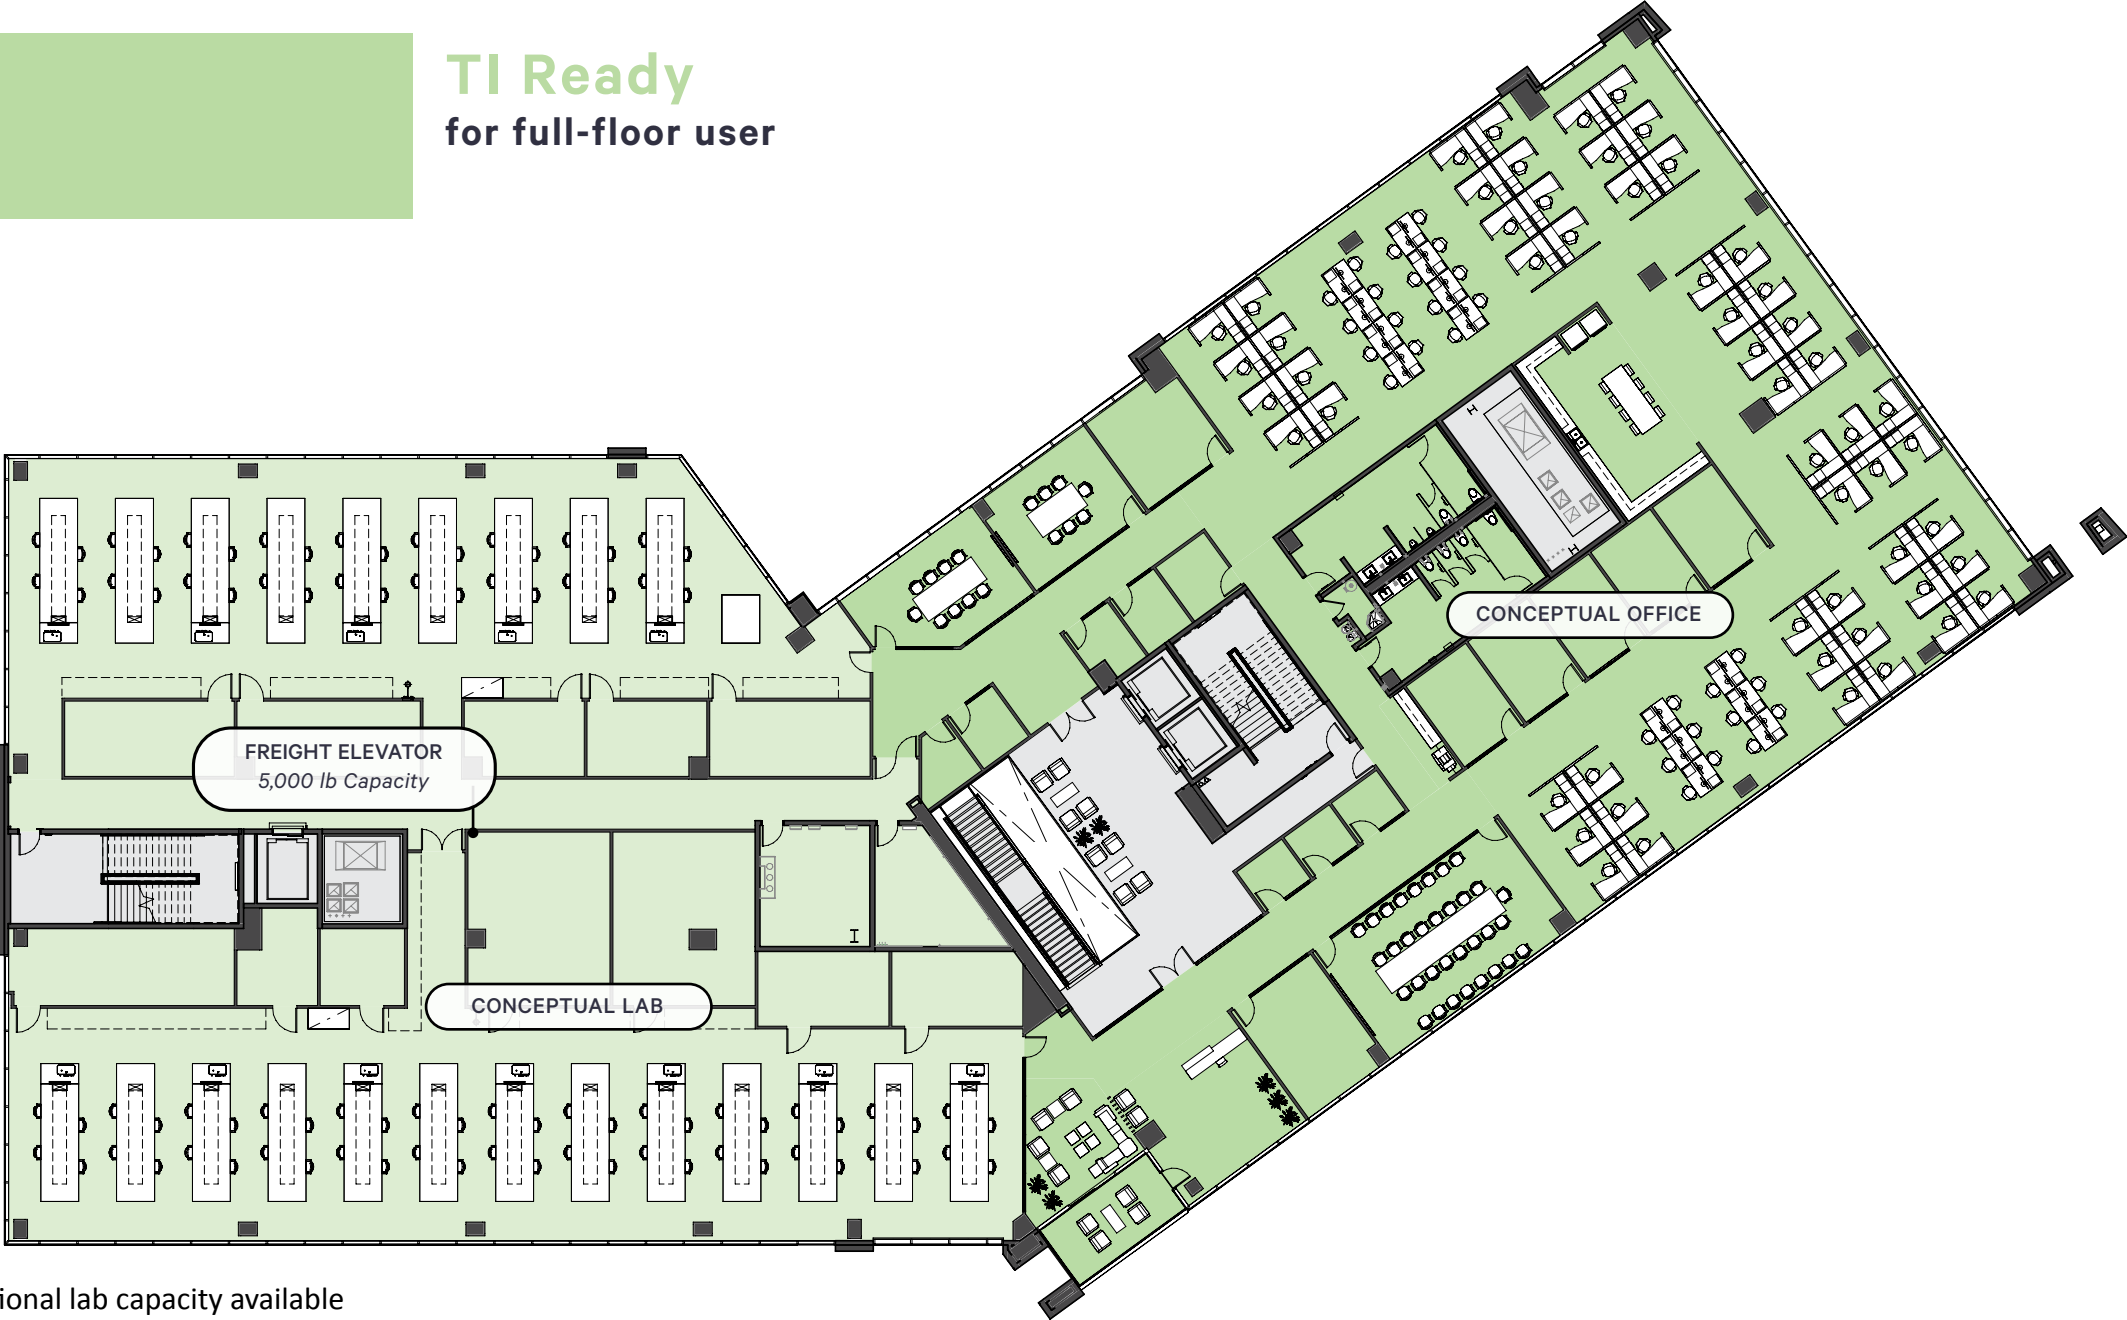 TI Ready
for full-floor user
CONCEPTUAL OFFICE
FREIGHT ELEVATOR
5,000 lb Capacity
CONCEPTUAL LAB
ional lab capacity available